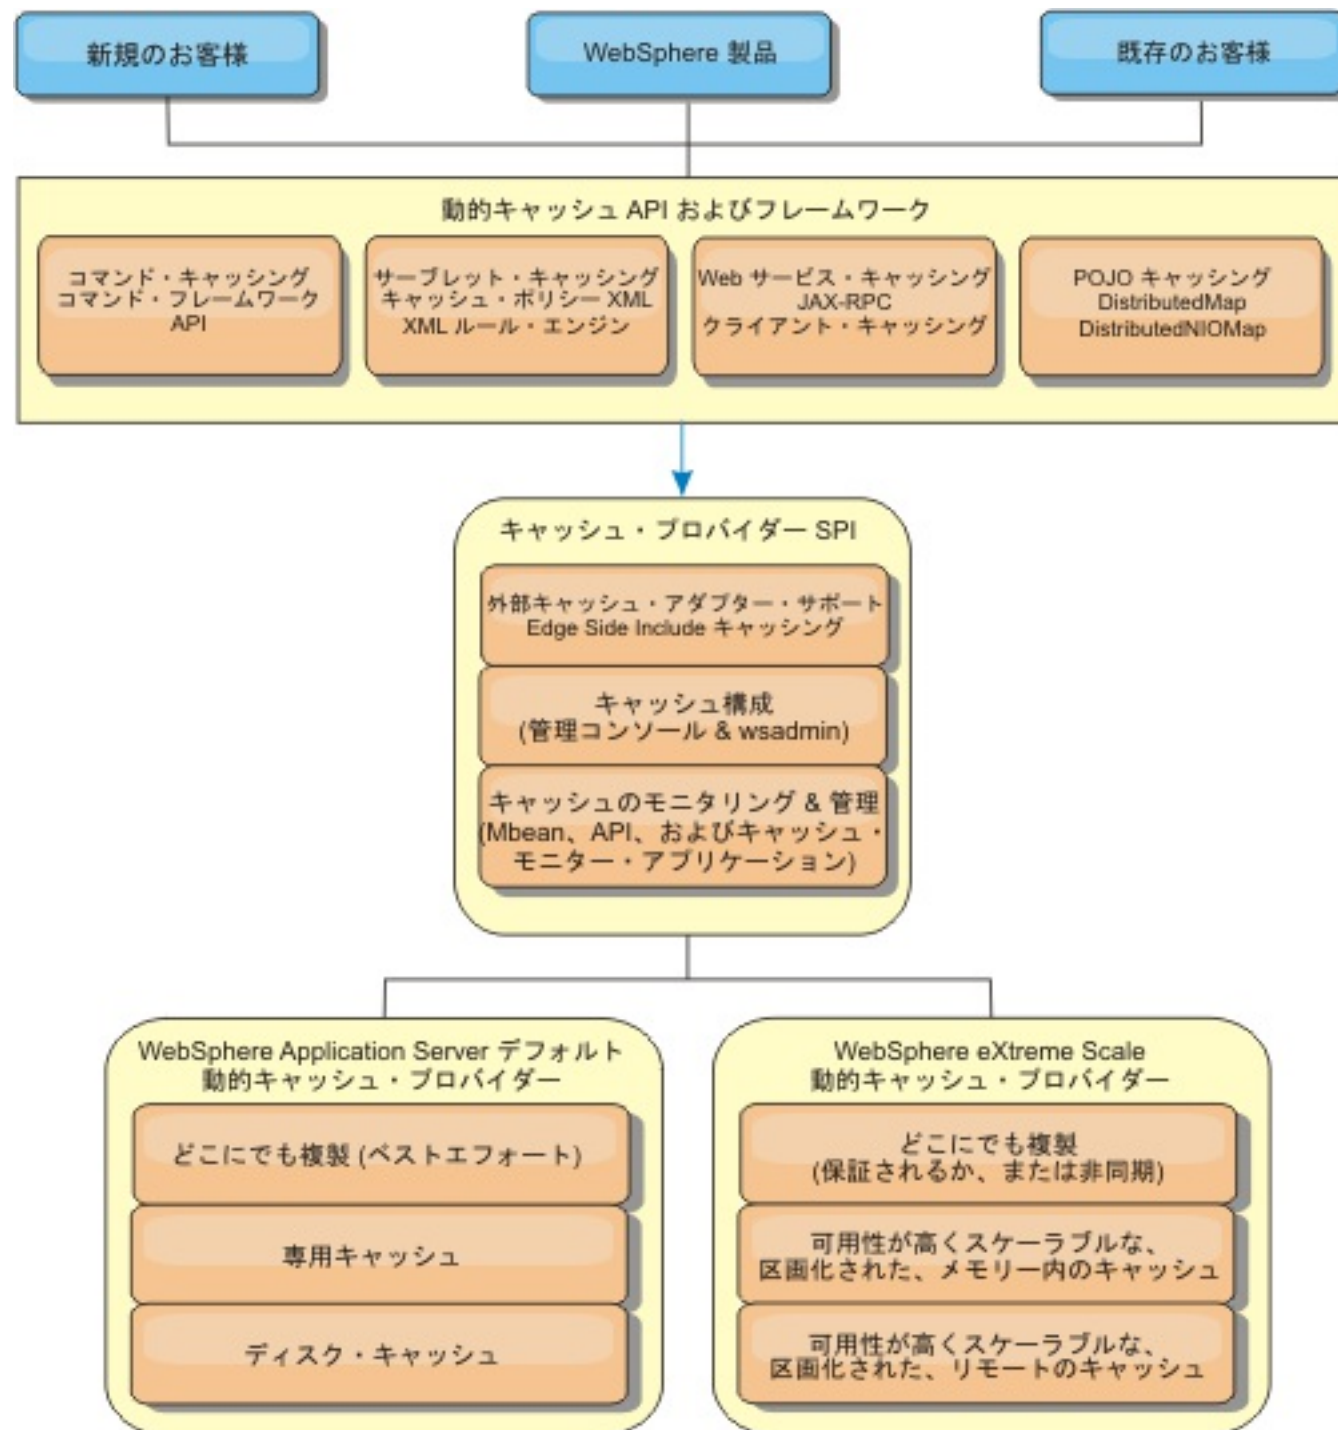 新規のお客様
WebSphere 製品
既存のお客様
動的キャッシュ API およびフレームワーク
コマンド・キャッシング
コマンド・フレームワーク
API
サーブレット・キャッシング
キャッシュ・ポリシー XML
XML ルール・エンジン
Web サービス・キャッシング
JAX-RPC
クライアント・キャッシング
POJO キャッシング
DistributedMap
DistributedNIOMap
キャッシュ・プロバイダー SPI
外部キャッシュ・アダプター・サポート
Edge Side Include キャッシング
キャッシュ構成
(管理コンソール & wsadmin)
キャッシュのモニタリング & 管理
(Mbean、API、およびキャッシュ・
モニター・アプリケーション)
WebSphere Application Server デフォルト
動的キャッシュ・プロバイダー
どこにでも複製 (ベストエフォート)
専用キャッシュ
ディスク・キャッシュ
WebSphere eXtreme Scale
動的キャッシュ・プロバイダー
どこにでも複製
(保証されるか、または非同期)
可用性が高くスケーラブルな、
区画化された、メモリー内のキャッシュ
可用性が高くスケーラブルな、
区画化された、リモートのキャッシュ